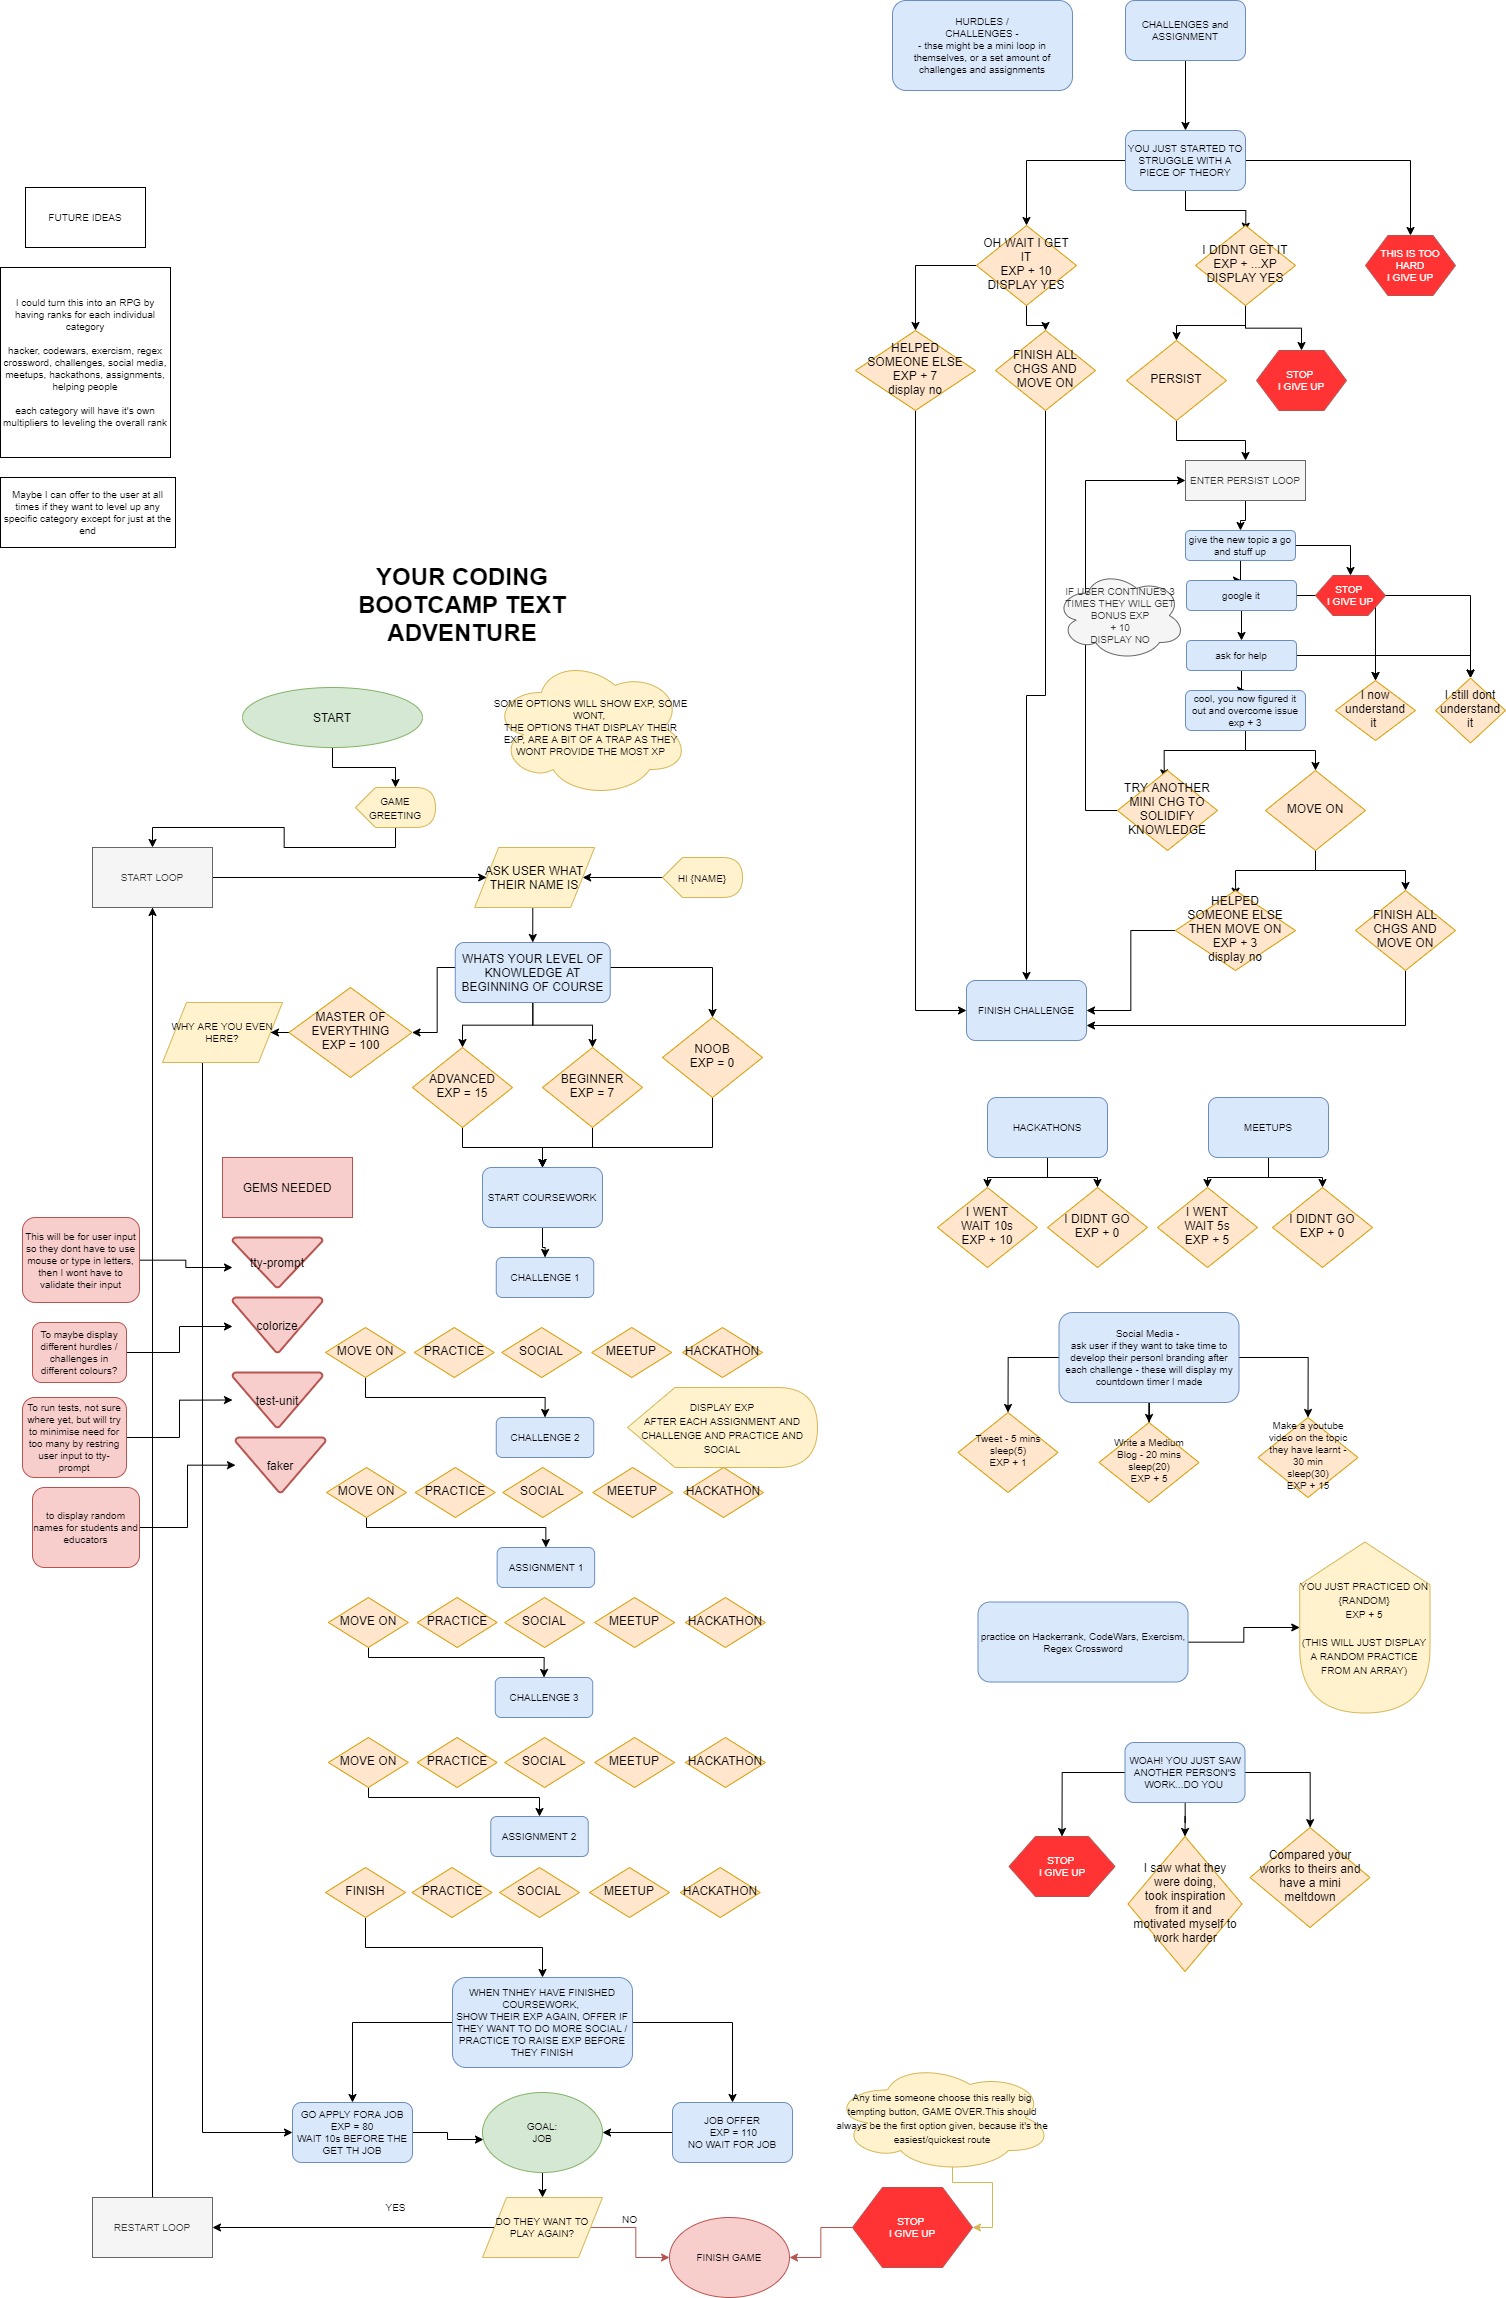 HURDLES /
CHALLENGES -
- thse might be a mini loop in
themselves, or a set amount of
challenges and assignments
CHALLENGES and
ASSIGNMENT
YOU JUST STARTED TO
STRUGGLE WITH A
PIECE OF THEORY
OH WAIT I GET
IT
EXP + 10
DISPLAY YES
I DIDNT GET IT
EXP + ...XP
DISPLAY YES
THIS IS TOO
HARD
I GIVE UP
HELPED
SOMEONE ELSE
EXP + 7
display no
FINISH ALL
CHGS AND
MOVE ON
PERSIST
STOP
I GIVE UP
ENTER PERSIST LOOP
give the new topic a go
and stuff up
google it
STOP
I GIVE UP
IF USER CONTINUES 3
TIMES THEY WILL GET
BONUS EXP
+ 10
DISPLAY NO
ask for help
cool, you now figured it
out and overcome issue
exp + 3
I now
understand
it
I still dont
understand
it
TRY ANOTHER
MINI CHG TO
SOLIDIFY
KNOWLEDGE
MOVE ON
HELPED
SOMEONE ELSE
THEN MOVE ON
EXP + 3
display no
FINISH ALL
CHGS AND
MOVE ON
FINISH CHALLENGE
FUTURE IDEAS
I could turn this into an RPG by
having ranks for each individual
category
hacker, codewars, exercism, regex
crossword, challenges, social media,
meetups, hackathons, assignments,
helping people
each category will have it's own
multipliers to leveling the overall rank
Maybe I can offer to the user at all
times if they want to level up any
specific category except for just at the
end
YOUR CODING
BOOTCAMP TEXT
ADVENTURE
START
SOME OPTIONS WILL SHOW EXP, SOME
WONT,
THE OPTIONS THAT DISPLAY THEIR
EXP, ARE A BIT OF A TRAP AS THEY
WONT PROVIDE THE MOST XP
GAME
GREETING
START LOOP
ASK USER WHAT
THEIR NAME IS
HI {NAME}
WHATS YOUR LEVEL OF
KNOWLEDGE AT
BEGINNING OF COURSE
WHY ARE YOU EVEN
HERE?
MASTER OF
EVERYTHING
EXP = 100
ADVANCED
EXP = 15
BEGINNER
EXP = 7
NOOB
EXP = 0
START COURSEWORK
GEMS NEEDED
This will be for user input
so they dont have to use
mouse or type in letters,
then I wont have to
validate their input
tty-prompt
To maybe display
different hurdles /
challenges in
different colours?
colorize
To run tests, not sure
where yet, but will try
to minimise need for
too many by restring
user input to tty-
prompt
test-unit
to display random
names for students and
educators
faker
CHALLENGE 1
MOVE ON
PRACTICE
SOCIAL
MEETUP
HACKATHON
CHALLENGE 2
DISPLAY EXP
AFTER EACH ASSIGNMENT AND
CHALLENGE AND PRACTICE AND
SOCIAL
MOVE ON
PRACTICE
SOCIAL
MEETUP
HACKATHON
ASSIGNMENT 1
MOVE ON
PRACTICE
SOCIAL
MEETUP
HACKATHON
CHALLENGE 3
MOVE ON
PRACTICE
SOCIAL
MEETUP
HACKATHON
ASSIGNMENT 2
FINISH
PRACTICE
SOCIAL
MEETUP
HACKATHON
WHEN TNHEY HAVE FINISHED
COURSEWORK,
SHOW THEIR EXP AGAIN, OFFER IF
THEY WANT TO DO MORE SOCIAL /
PRACTICE TO RAISE EXP BEFORE
THEY FINISH
GO APPLY FORA JOB
EXP = 80
WAIT 10s BEFORE THE
GET TH JOB
GOAL:
JOB
JOB OFFER
EXP = 110
NO WAIT FOR JOB
RESTART LOOP
YES
DO THEY WANT TO
PLAY AGAIN?
NO
FINISH GAME
HACKATHONS
MEETUPS
I WENT
WAIT 10s
EXP + 10
I DIDNT GO
EXP + 0
I WENT
WAIT 5s
EXP + 5
I DIDNT GO
EXP + 0
Social Media -
ask user if they want to take time to
develop their personl branding after
each challenge - these will display my
countdown timer I made
Tweet - 5 mins
sleep(5)
EXP + 1
Write a Medium
Blog - 20 mins
sleep(20)
EXP + 5
Make a youtube
video on the topic
they have learnt -
30 min
sleep(30)
EXP + 15
practice on Hackerrank, CodeWars, Exercism,
Regex Crossword
YOU JUST PRACTICED ON
{RANDOM}
EXP + 5
(THIS WILL JUST DISPLAY
A RANDOM PRACTICE
FROM AN ARRAY)
WOAH! YOU JUST SAW
ANOTHER PERSON'S
WORK...DO YOU
STOP
I GIVE UP
I saw what they
were doing,
took inspiration
from it and
motivated myself to
work harder
Compared your
works to theirs and
have a mini
meltdown
Any time someone choose this really big
tempting button, GAME OVER.This should
always be the first option given, because it's the
easiest/quickest route
STOP
I GIVE UP